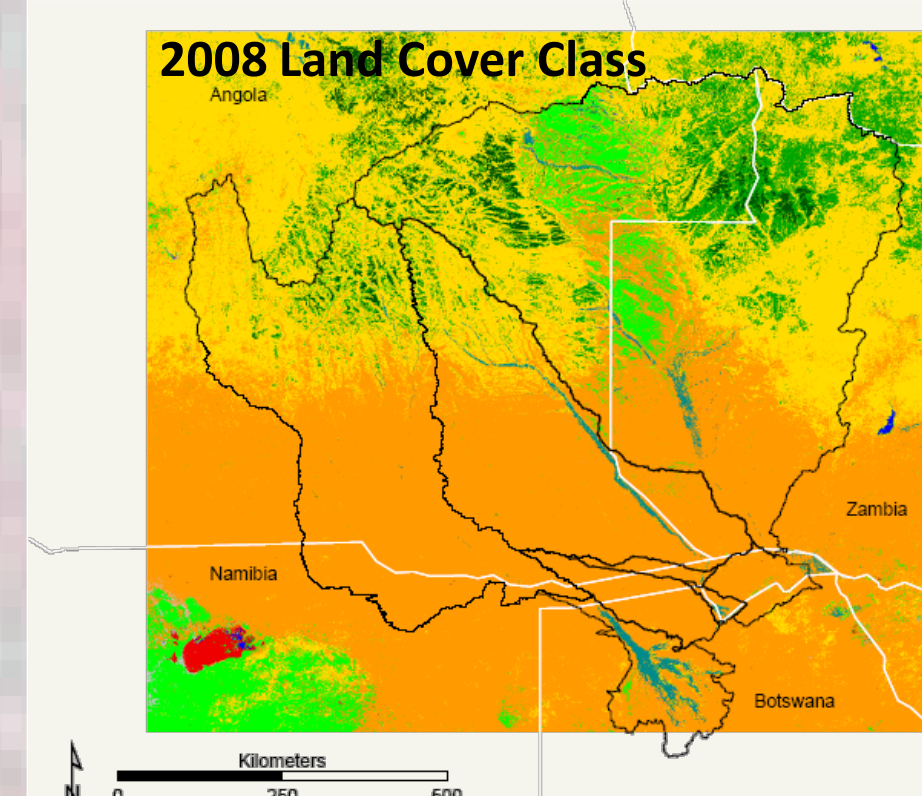 2008 Land Cover Class
Angola
Zambia
Namibia
Botswana
Kilometers
N
0 250 500